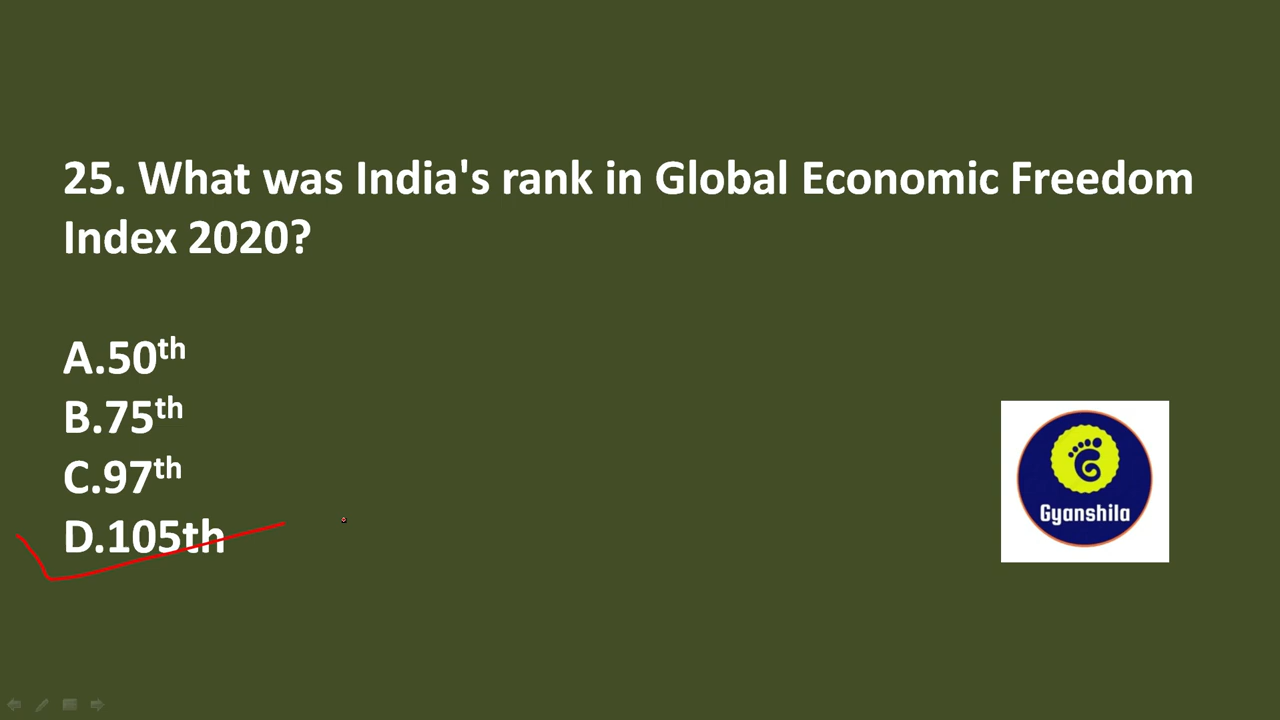 25. What was India's rank in Global Economic Freedom
Index 2020?
A.50th
B.75th
C.97th
D.105th
Gyanshila